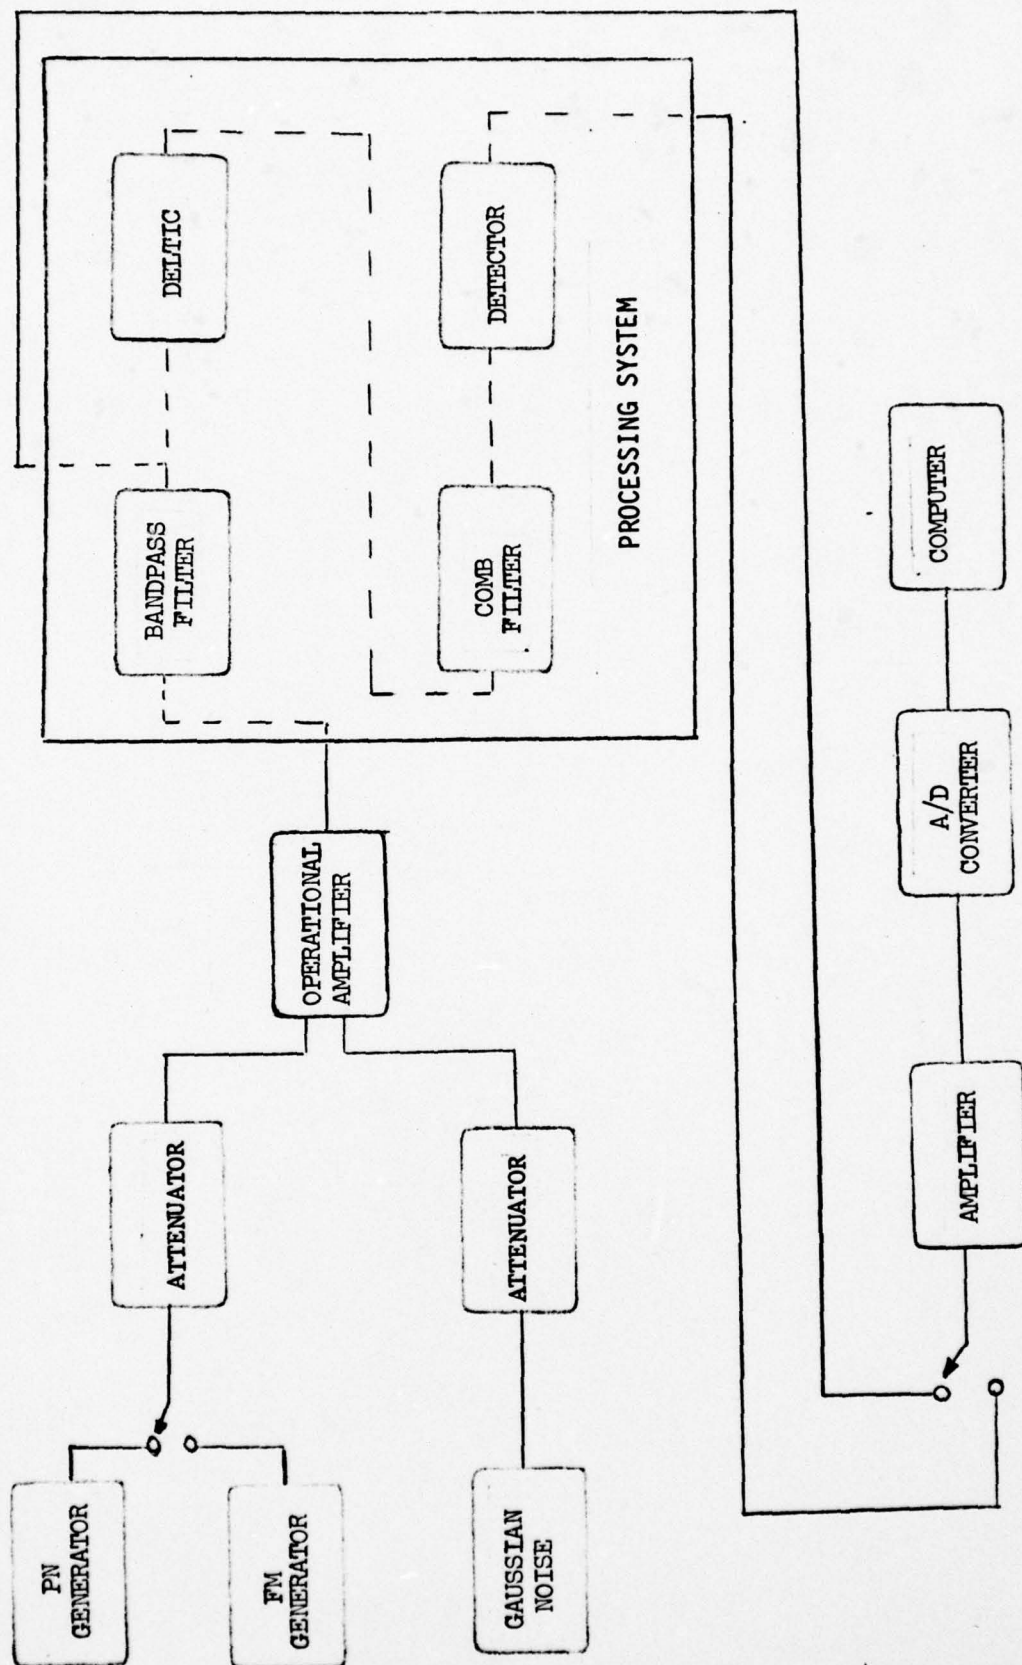 PN
GENERATOR
FM
GENERATOR
GAUSSIAN
NOISE
ATTENUATOR
ATTENUATOR
OPERATIONAL
AMPLIFIER
BANDPASS
FILTER
DELTIC
COMB
FILTER
DETECTOR
PROCESSING SYSTEM
AMPLIFIER
A/D
CONVERTER
COMPUTER